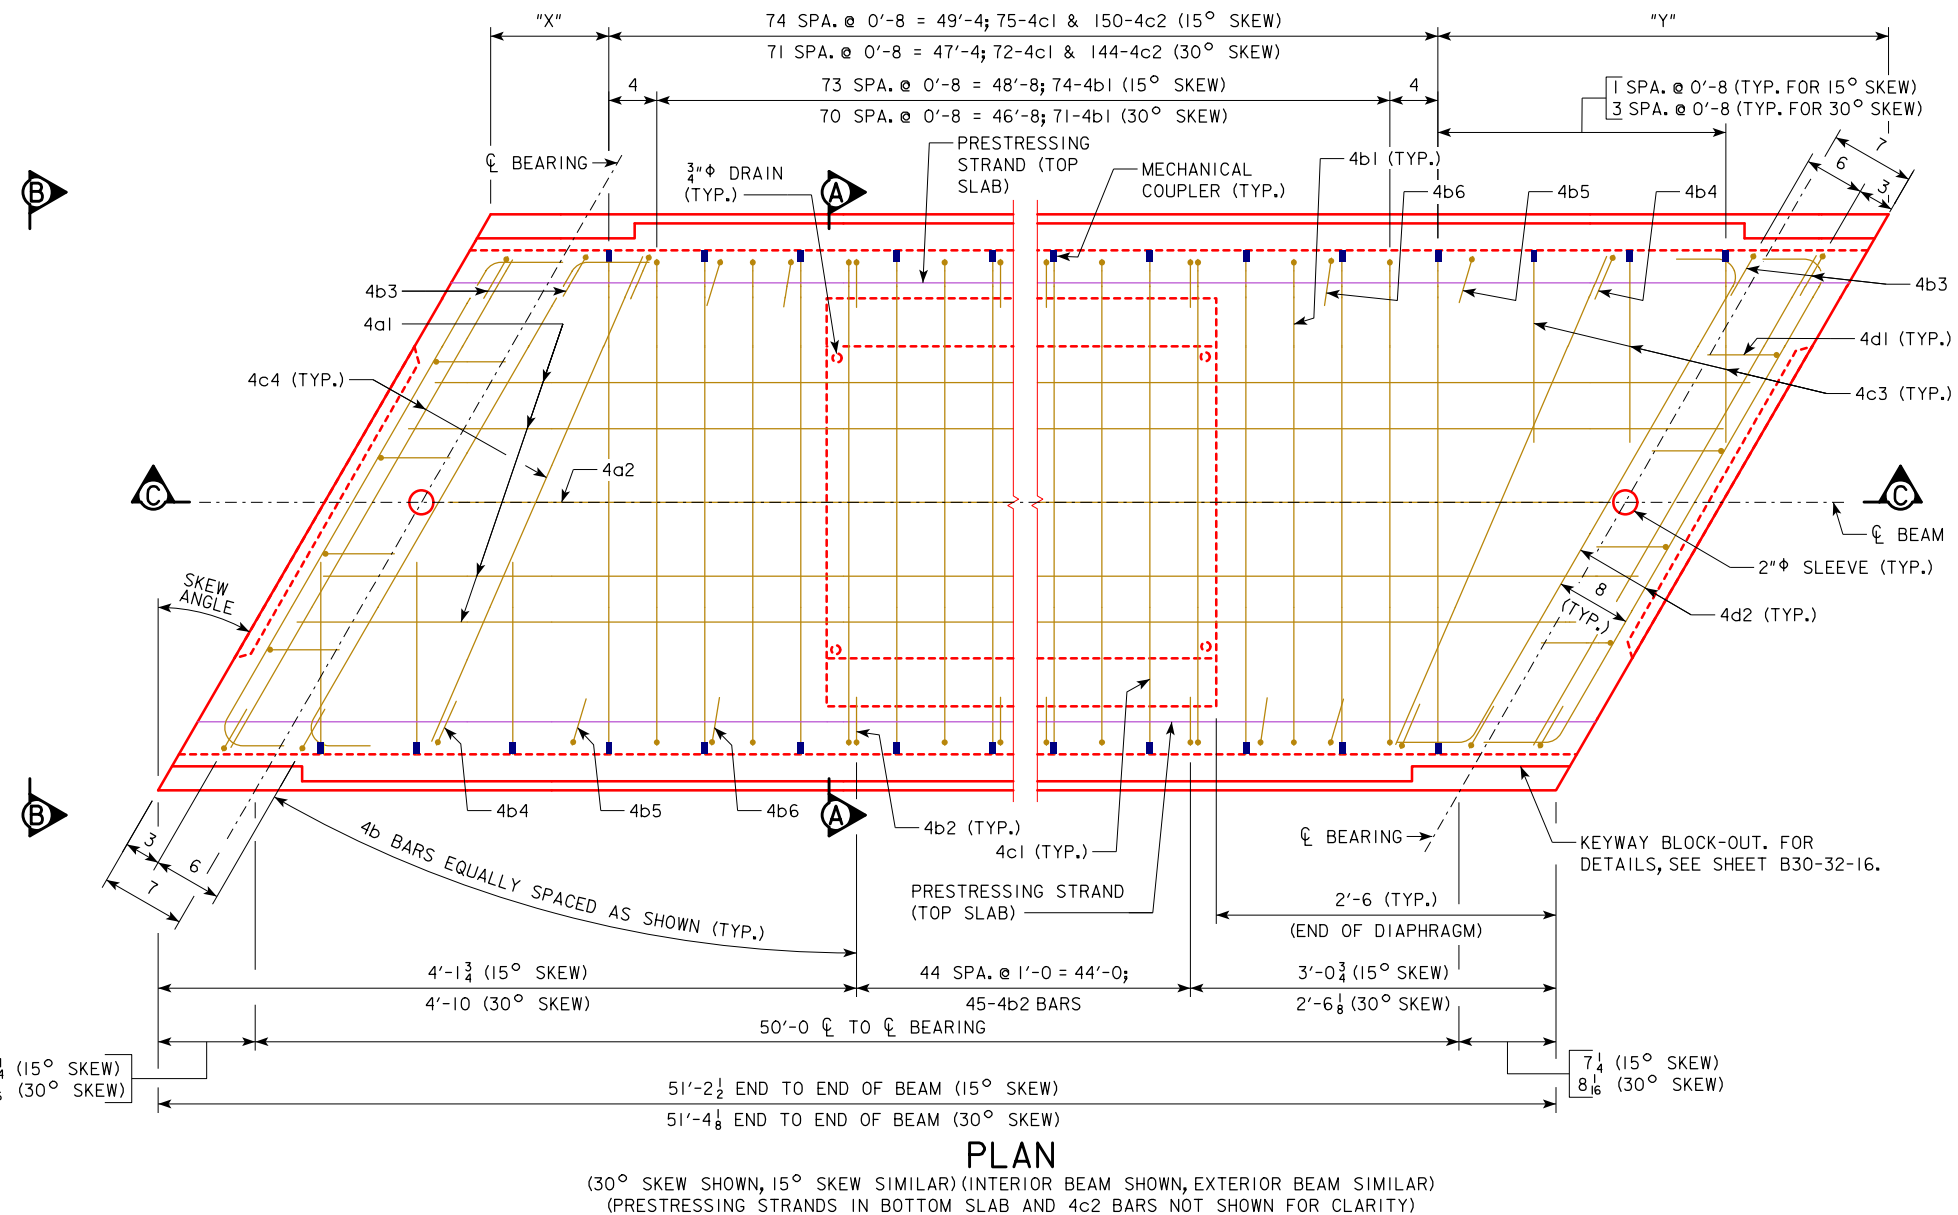 "X"
74 SPA. @ 0'-8 = 49'-4; 75-4c1 & 150-4c2 (15° SKEW)
"Y"
71 SPA. @ 0'-8 = 47'-4; 72-4c1 & 144-4c2 (30° SKEW)
4
73 SPA. @ 0'-8 = 48'-8; 74-4b1 (15° SKEW)
4
1 SPA. @ 0'-8 (TYP. FOR 15° SKEW)
3 SPA. @ 0'-8 (TYP. FOR 30° SKEW)
70 SPA. @ 0'-8 = 46'-8; 71-4b1 (30° SKEW)
℄ BEARING
3/4"ϕ DRAIN
(TYP.)
PRESTRESSING
STRAND (TOP
SLAB)
MECHANICAL
COUPLER (TYP.)
4b1 (TYP.)
4b6
4b5
4b4
7
6
3
B
A
4b3
4b3
4a1
4d1 (TYP.)
4c4 (TYP.)
4c3 (TYP.)
4a2
C
C
℄ BEAM
2"ϕ SLEEVE (TYP.)
SKEW
ANGLE
8
(TYP.)
4d2 (TYP.)
B
4b4
4b5
4b6
A
4b2 (TYP.)
4c1 (TYP.)
℄ BEARING
KEYWAY BLOCK-OUT. FOR
DETAILS, SEE SHEET B30-32-16.
3
6
7
4b BARS EQUALLY SPACED AS SHOWN (TYP.)
PRESTRESSING STRAND
(TOP SLAB)
2'-6 (TYP.)
(END OF DIAPHRAGM)
4'-1 3/4 (15° SKEW)
4'-10 (30° SKEW)
44 SPA. @ 1'-0 = 44'-0;
45-4b2 BARS
3'-0 3/4 (15° SKEW)
2'-6 1/8 (30° SKEW)
50'-0 ℄ TO ℄ BEARING
(15° SKEW)
(30° SKEW)
7 1/4 (15° SKEW)
8 1/16 (30° SKEW)
51'-2 1/2 END TO END OF BEAM (15° SKEW)
51'-4 1/8 END TO END OF BEAM (30° SKEW)
PLAN
(30° SKEW SHOWN, 15° SKEW SIMILAR) (INTERIOR BEAM SHOWN, EXTERIOR BEAM SIMILAR)
(PRESTRESSING STRANDS IN BOTTOM SLAB AND 4c2 BARS NOT SHOWN FOR CLARITY)